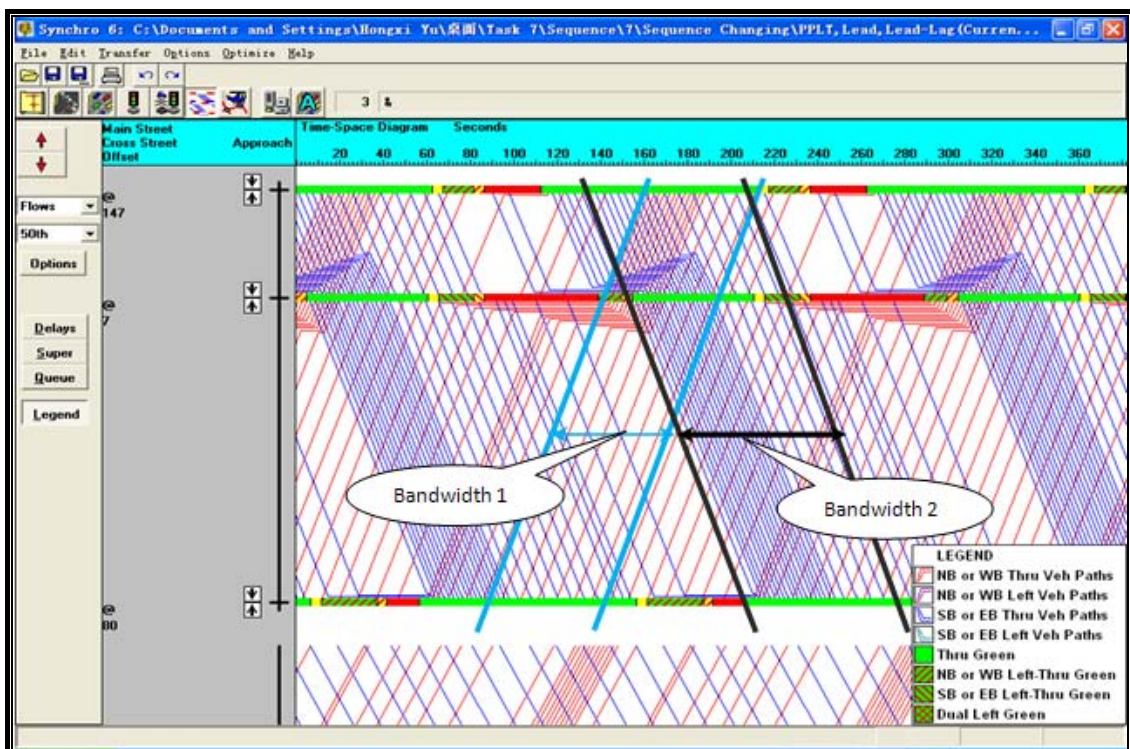 Synchro 6: C:\Documents and Settings\Hongxi Yu\桌面\Task 7\Sequence\7\Sequence Changing\PPLT,Lead,Lead-Lag(Curren...
File Edit Transfer Options Optimize Help
3 &
Main Street
Cross Street Approach
Offset
Time-Space Diagram Seconds
20 40 60 80 100 120 140 160 180 200 220 240 260 280 300 320 340 360
Flows
50th
Options
Delays
Super
Queue
Legend
@
147
@
7
@
80
Bandwidth 1
Bandwidth 2
LEGEND
NB or WB Thru Veh Paths
NB or WB Left Veh Paths
SB or EB Thru Veh Paths
SB or EB Left Veh Paths
Thru Green
NB or WB Left-Thru Green
SB or EB Left-Thru Green
Dual Left Green